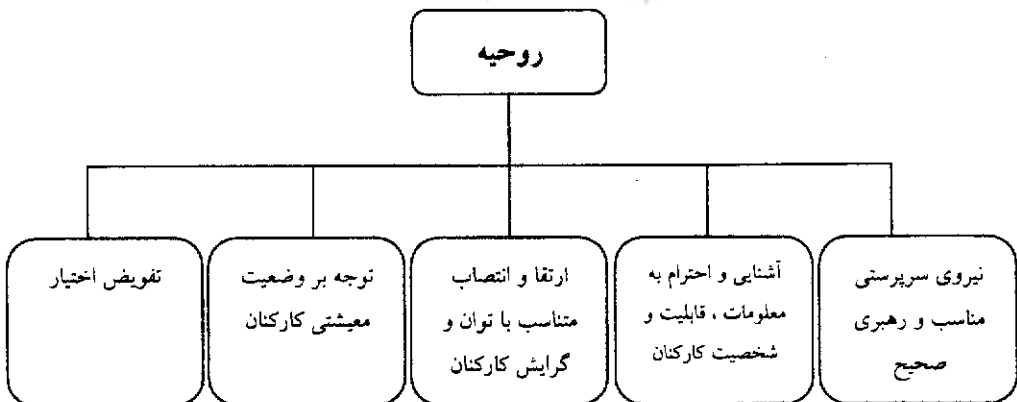 روحیه
نیروی سرپرستی
مناسب و رهبری
صحیح
آشنایی و احترام به
معلومات ، قابلیت و
شخصیت کارکنان
ارتقا و انتصاب
متناسب با توان و
گرایش کارکنان
توجه بر وضعیت
معیشتی کارکنان
تفویض اختیار